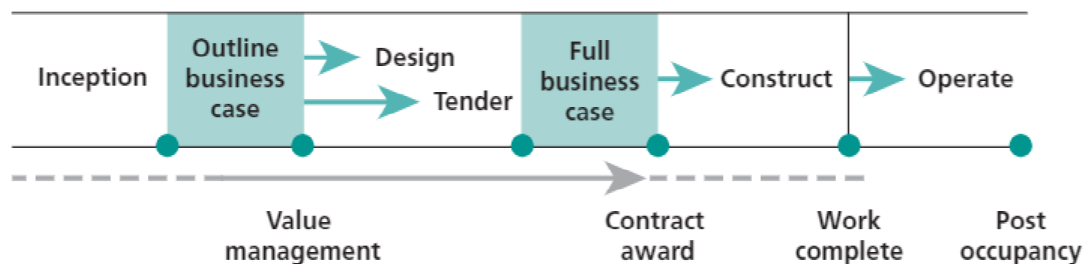 Inception
Outline
business
case
Design
Tender
Full
business
case
Construct
Operate
Value
management
Contract
award
Work
complete
Post
occupancy